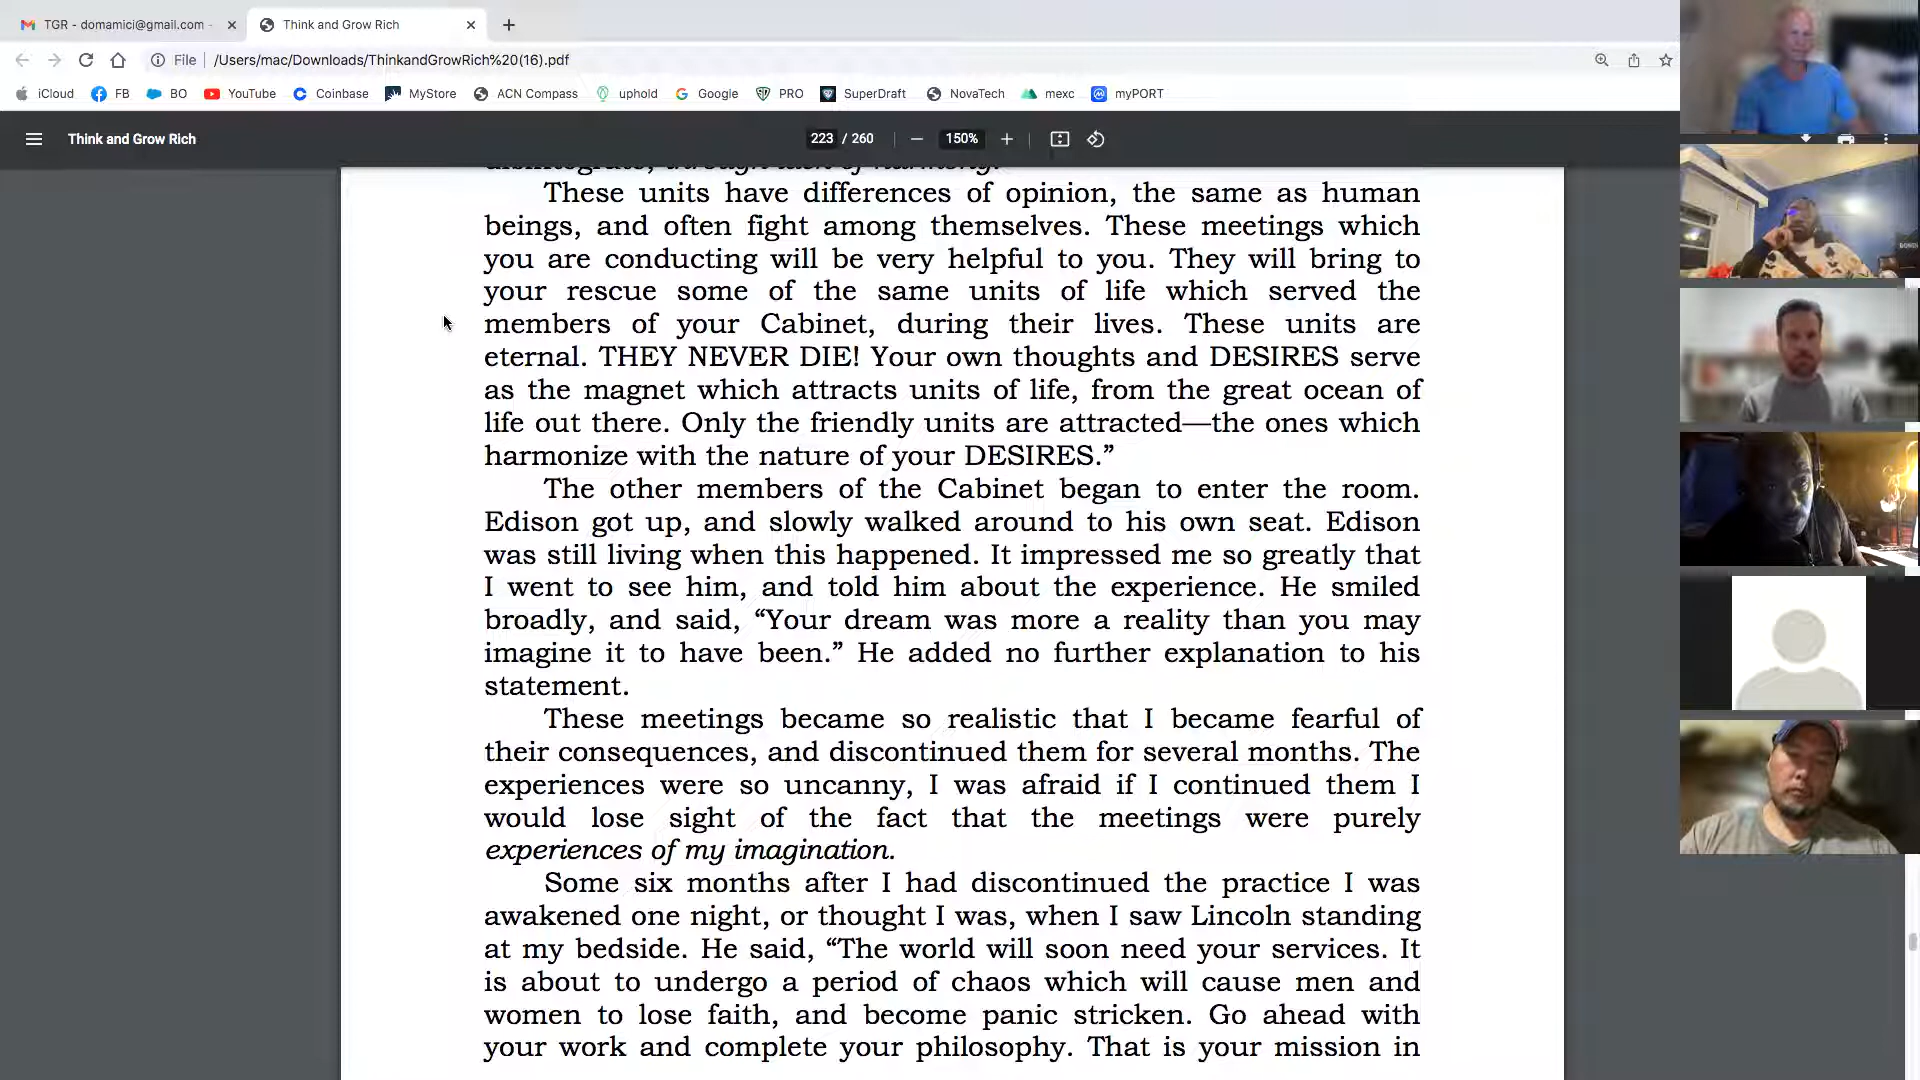 TGR - domamici@gmail.com -
Think and Grow Rich
File
/Users/mac/Downloads/ThinkandGrowRich%20(16).pdf
iCloud FB BO YouTube Coinbase MyStore ACN Compass uphold Google PRO SuperDraft NovaTech mexc myPORT
Think and Grow Rich
223 / 260
150%
These units have differences of opinion, the same as human
beings, and often fight among themselves. These meetings which
you are conducting will be very helpful to you. They will bring to
your rescue some of the same units of life which served the
members of your Cabinet, during their lives. These units are
eternal. THEY NEVER DIE! Your own thoughts and DESIRES serve
as the magnet which attracts units of life, from the great ocean of
life out there. Only the friendly units are attracted—the ones which
harmonize with the nature of your DESIRES.”
The other members of the Cabinet began to enter the room.
Edison got up, and slowly walked around to his own seat. Edison
was still living when this happened. It impressed me so greatly that
I went to see him, and told him about the experience. He smiled
broadly, and said, “Your dream was more a reality than you may
imagine it to have been.” He added no further explanation to his
statement.
These meetings became so realistic that I became fearful of
their consequences, and discontinued them for several months. The
experiences were so uncanny, I was afraid if I continued them I
would lose sight of the fact that the meetings were purely
experiences of my imagination.
Some six months after I had discontinued the practice I was
awakened one night, or thought I was, when I saw Lincoln standing
at my bedside. He said, “The world will soon need your services. It
is about to undergo a period of chaos which will cause men and
women to lose faith, and become panic stricken. Go ahead with
your work and complete your philosophy. That is your mission in